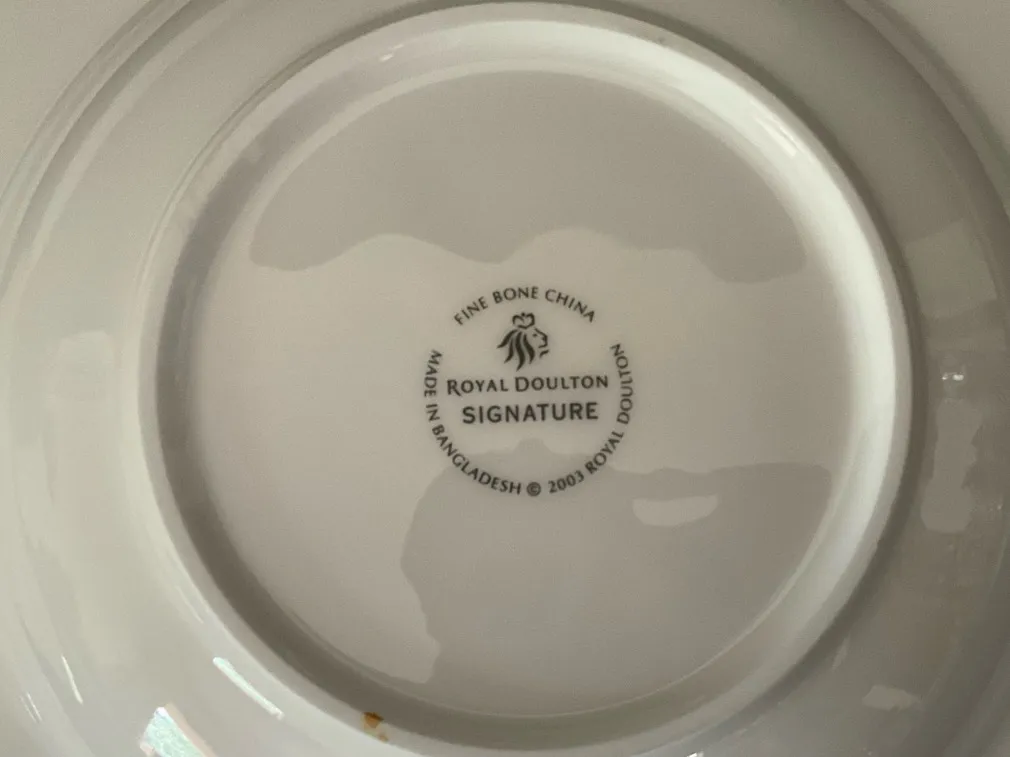 FINE BONE CHINA
ROYAL DOULTON
SIGNATURE
MADE IN BANGLADESH © 2003 ROYAL DOULTON